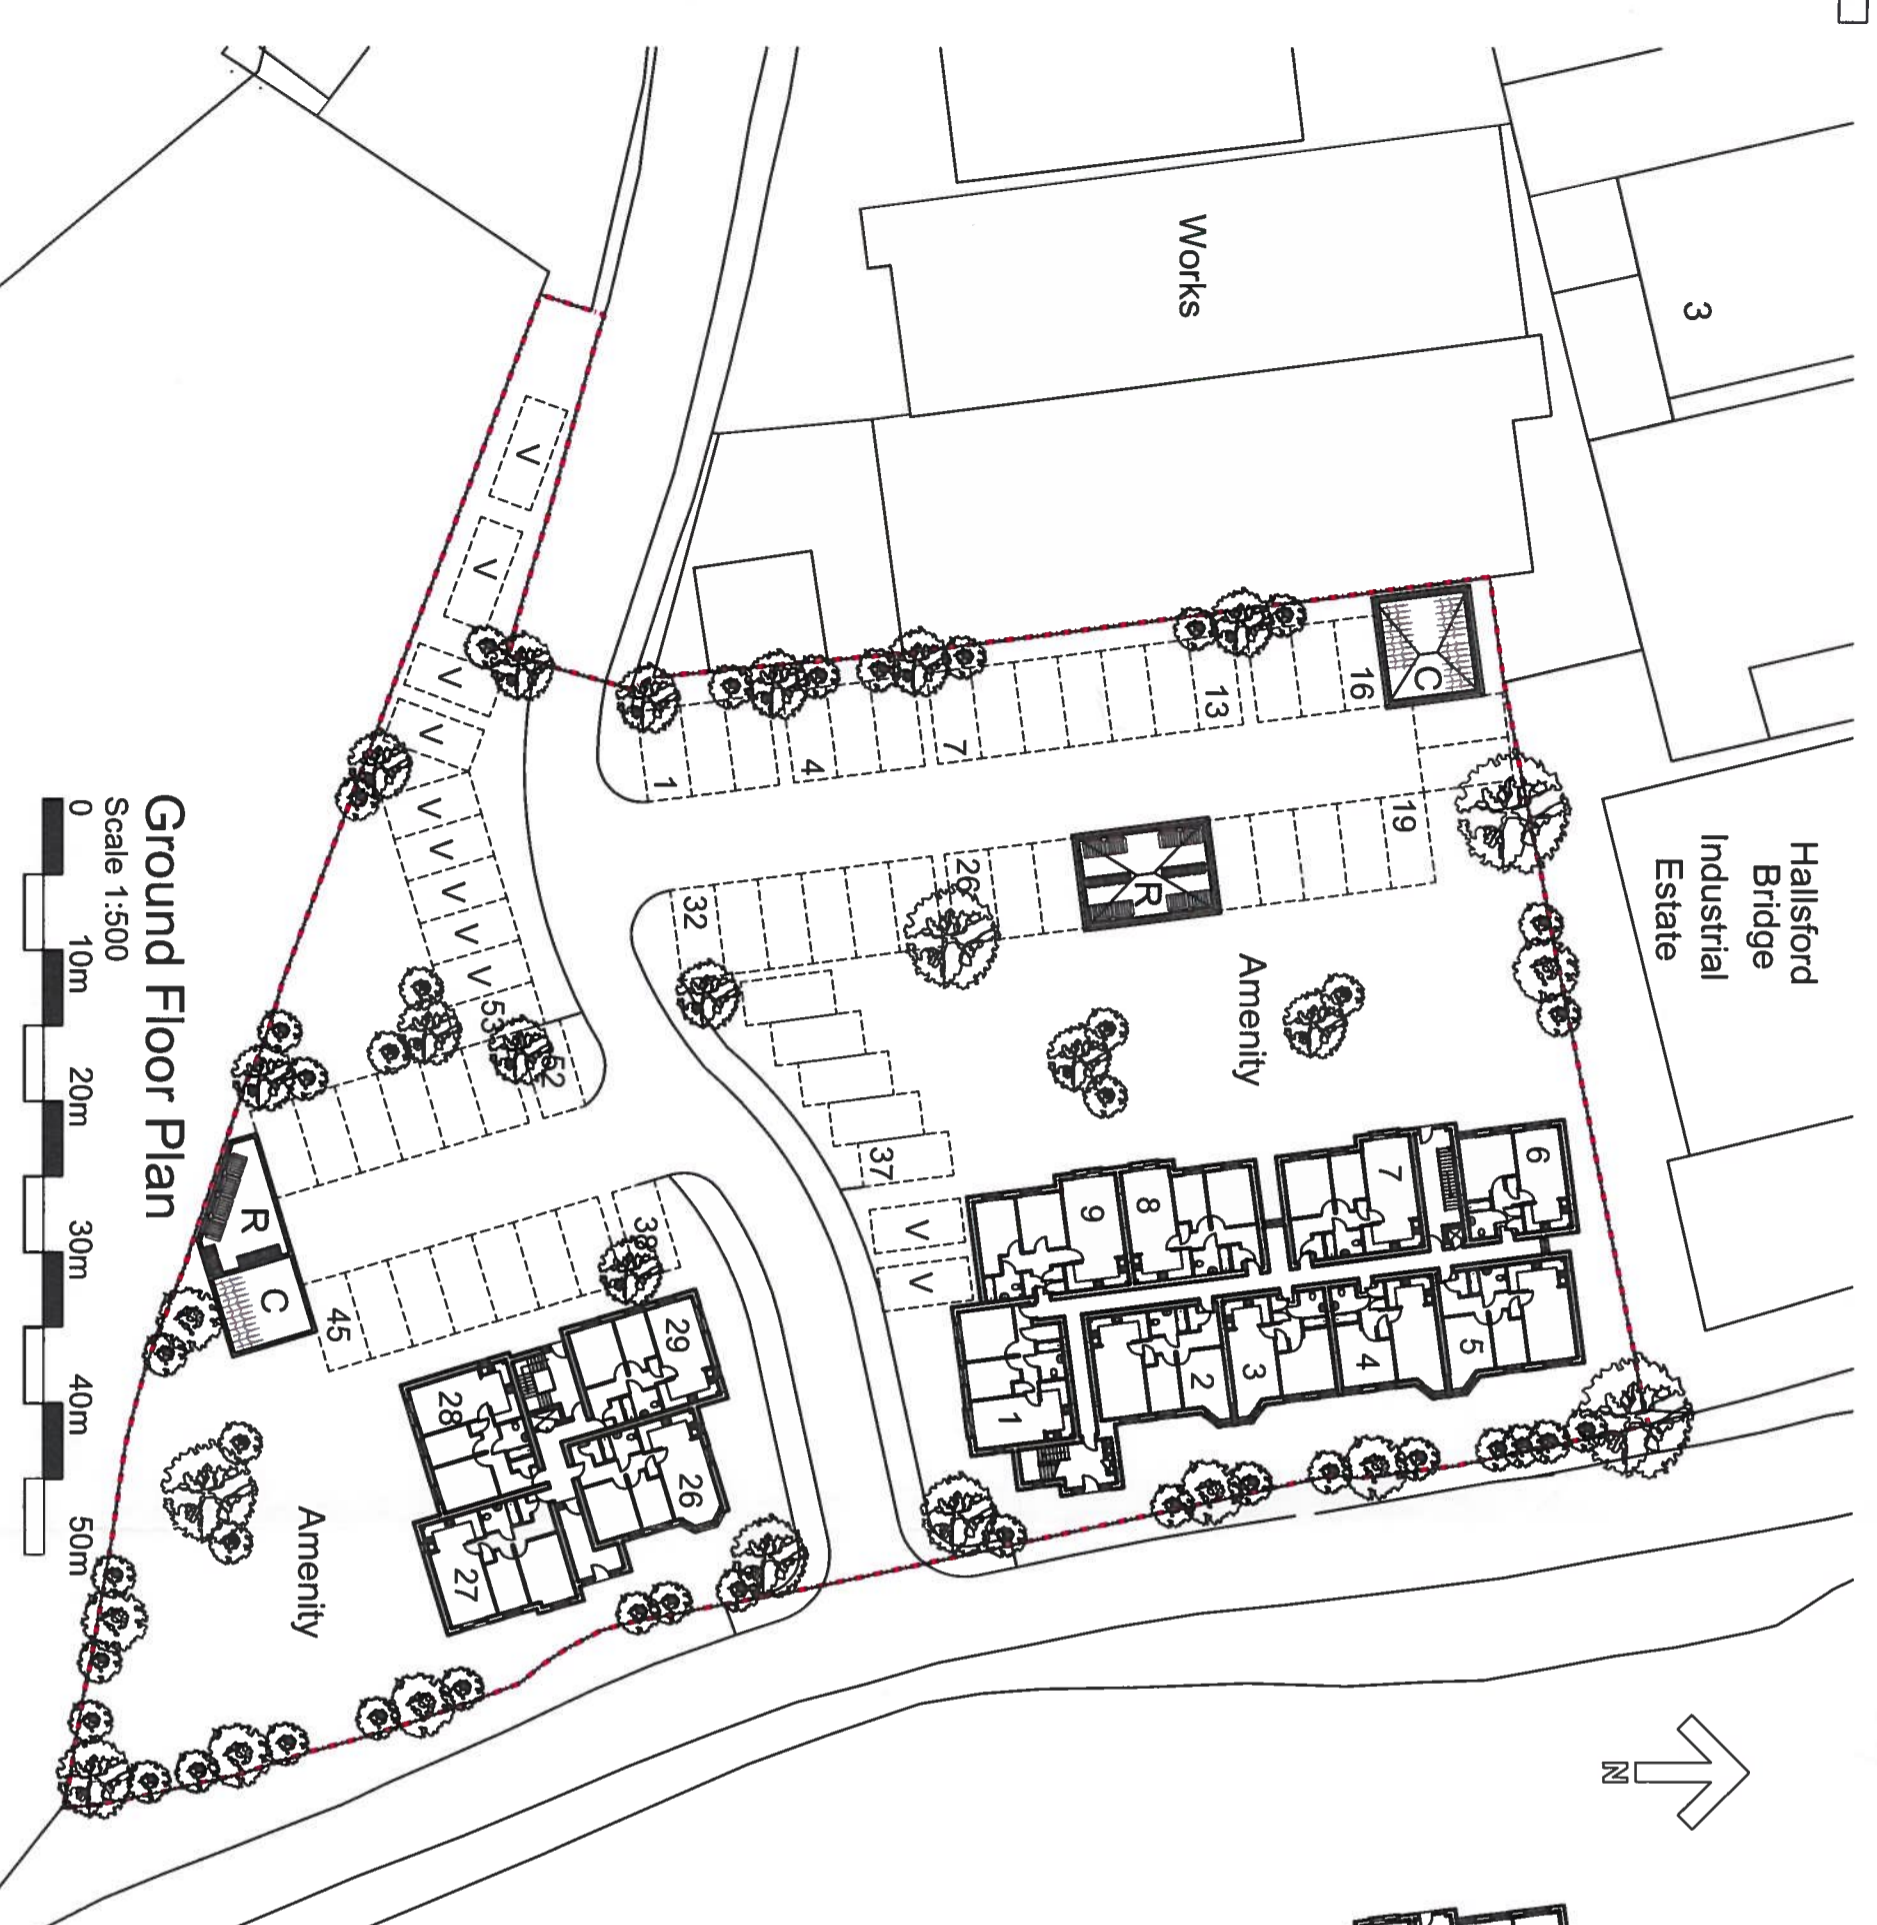 3
Works
Hallsford
Bridge
Industrial
Estate
C
16
13
7
4
1
19
R
26
32
Amenity
37
V
V
6
7
8
9
5
4
3
2
1
V
V
V
V
V
V
V
V
V
53
52
38
45
R
C
29
28
26
27
Amenity
N
Ground Floor Plan
Scale 1:500
0
10m
20m
30m
40m
50m